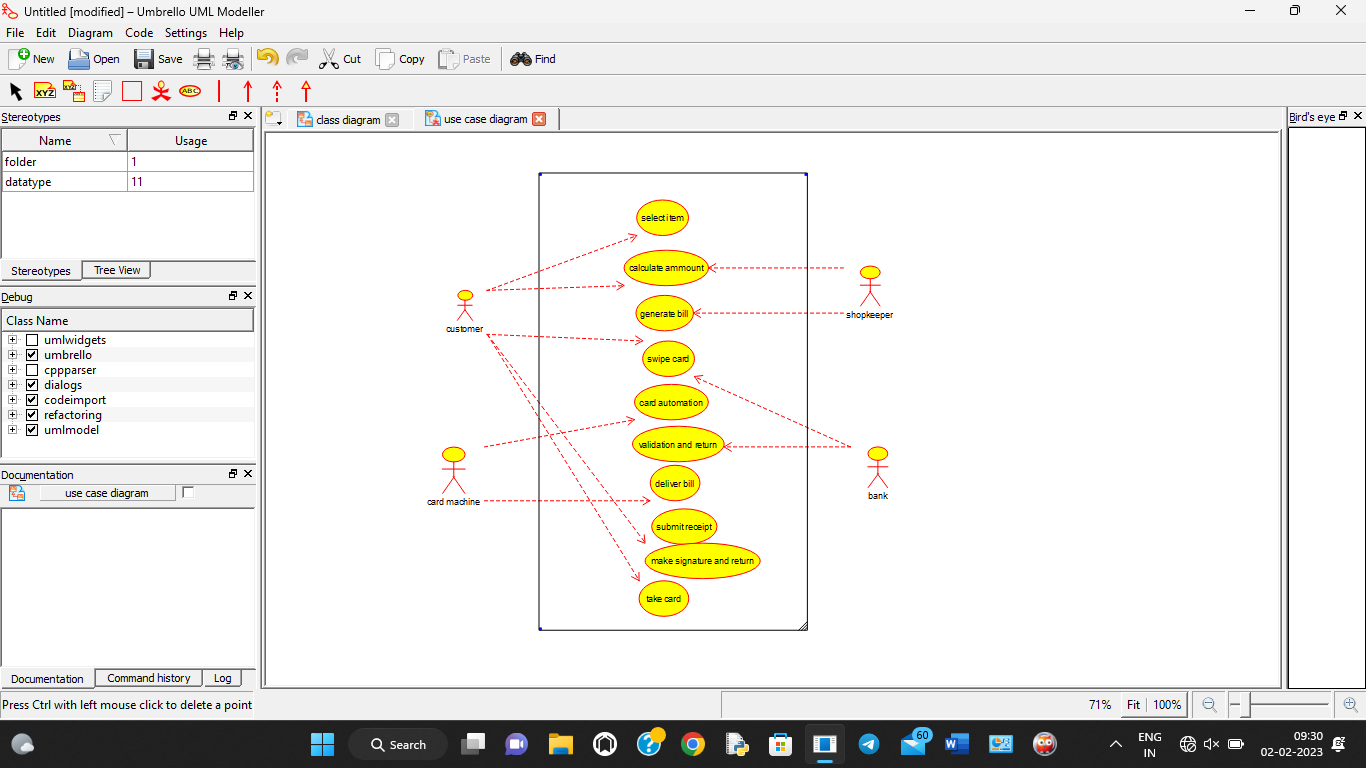 Untitled [modified] – Umbrello UML Modeller
File Edit Diagram Code Settings Help
New Open Save Cut Copy Paste Find
XYZ XYZ ABC
Stereotypes
Name Usage
folder 1
datatype 11
Stereotypes Tree View
Debug
Class Name
umlwidgets
umbrello
cppparser
dialogs
codeimport
refactoring
umlmodel
Documentation
use case diagram
Documentation Command history Log
class diagram use case diagram
select item
calculate ammount
generate bill
swipe card
card automation
validation and return
deliver bill
submit receipt
make signature and return
take card
customer
card machine
shopkeeper
bank
Bird's eye
Press Ctrl with left mouse click to delete a point
71% Fit 100%
Search
60
ENG
IN
09:30
02-02-2023